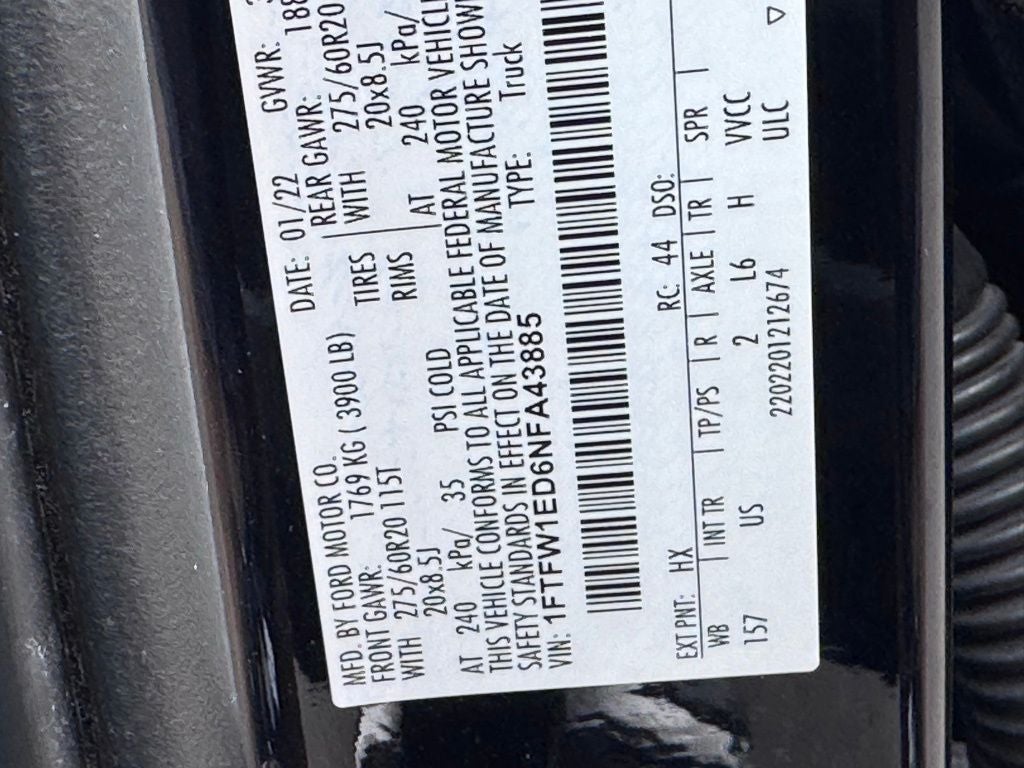 MFD. BY FORD MOTOR CO. DATE: 01/22 GVWR:
FRONT GAWR: 1769 KG ( 3900 LB) REAR GAWR: 188
WITH 275/60R20 115T TIRES WITH 275/60R20
20x8.5J RIMS 20x8.5J
AT 240 kPa/ 35 PSI COLD AT 240 kPa/
THIS VEHICLE CONFORMS TO ALL APPLICABLE FEDERAL MOTOR VEHICLE
SAFETY STANDARDS IN EFFECT ON THE DATE OF MANUFACTURE SHOWN
VIN: 1FTFW1ED6NFA43885 TYPE: Truck
EXT PNT: HX RC: 44 DSO:
WB | INT TR | TP/PS | R | AXLE | TR | SPR |
157 US 2 L6 H VVCC
2202201212674 ULC